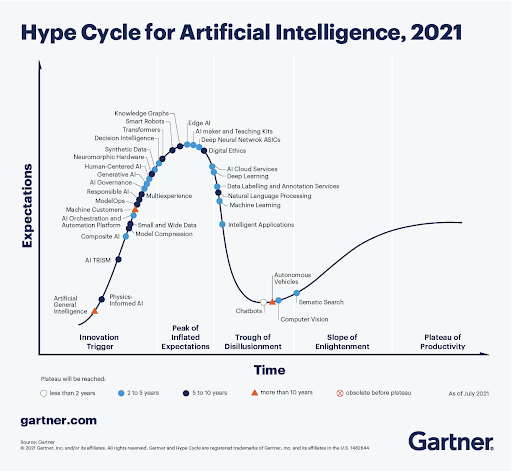 Hype Cycle for Artificial Intelligence, 2021
Expectations
Knowledge Graphs
Smart Robots
Transformers
Decision Intelligence
Synthetic Data
Neuromorphic Hardware
Human-Centered AI
Generative AI
AI Governance
Responsible AI
ModelOps
Multiexperience
Machine Customers
AI Orchestration and
Automation Platform
Small and Wide Data
Composite AI
Model Compression
AI TRISM
Artificial
General
Intelligence
Physics-
Informed AI
Edge AI
AI maker and Teaching Kits
Deep Neural Netwrok ASICs
Digital Ethics
AI Cloud Services
Deep Learning
Data Labelling and Annotation Services
Natural Language Processing
Machine Learning
Intelligent Applications
Autonomous
Vehicles
Chatbots
Sematic Search
Computer Vision
Innovation
Trigger
Peak of
Inflated
Expectations
Trough of
Disillusionment
Slope of
Enlightenment
Plateau of
Productivity
Time
Plateau will be reached:
less than 2 years
2 to 5 years
5 to 10 years
more than 10 years
obsolete before plateau
As of July 2021
gartner.com
Source: Gartner
© 2021 Gartner, Inc. and/or its affiliates. All rights reserved. Gartner and Hype Cycle are registered trademarks of Gartner, Inc. and its affiliates in the U.S. 1482644
Gartner.